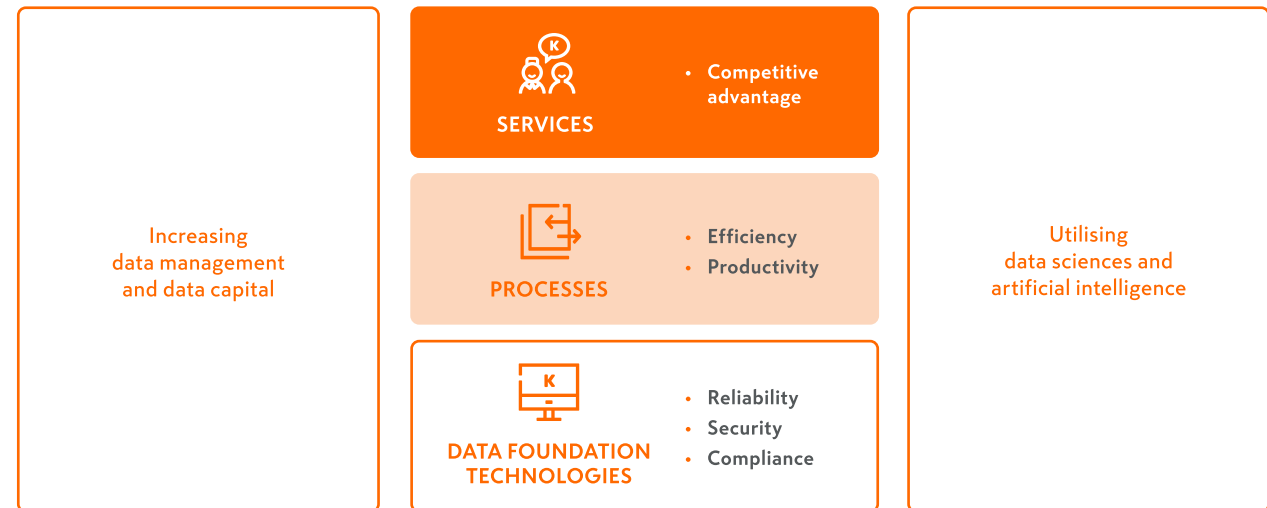 Increasing
data management
and data capital
K
SERVICES
• Competitive
advantage
PROCESSES
• Efficiency
• Productivity
K
DATA FOUNDATION
TECHNOLOGIES
• Reliability
• Security
• Compliance
Utilising
data sciences and
artificial intelligence